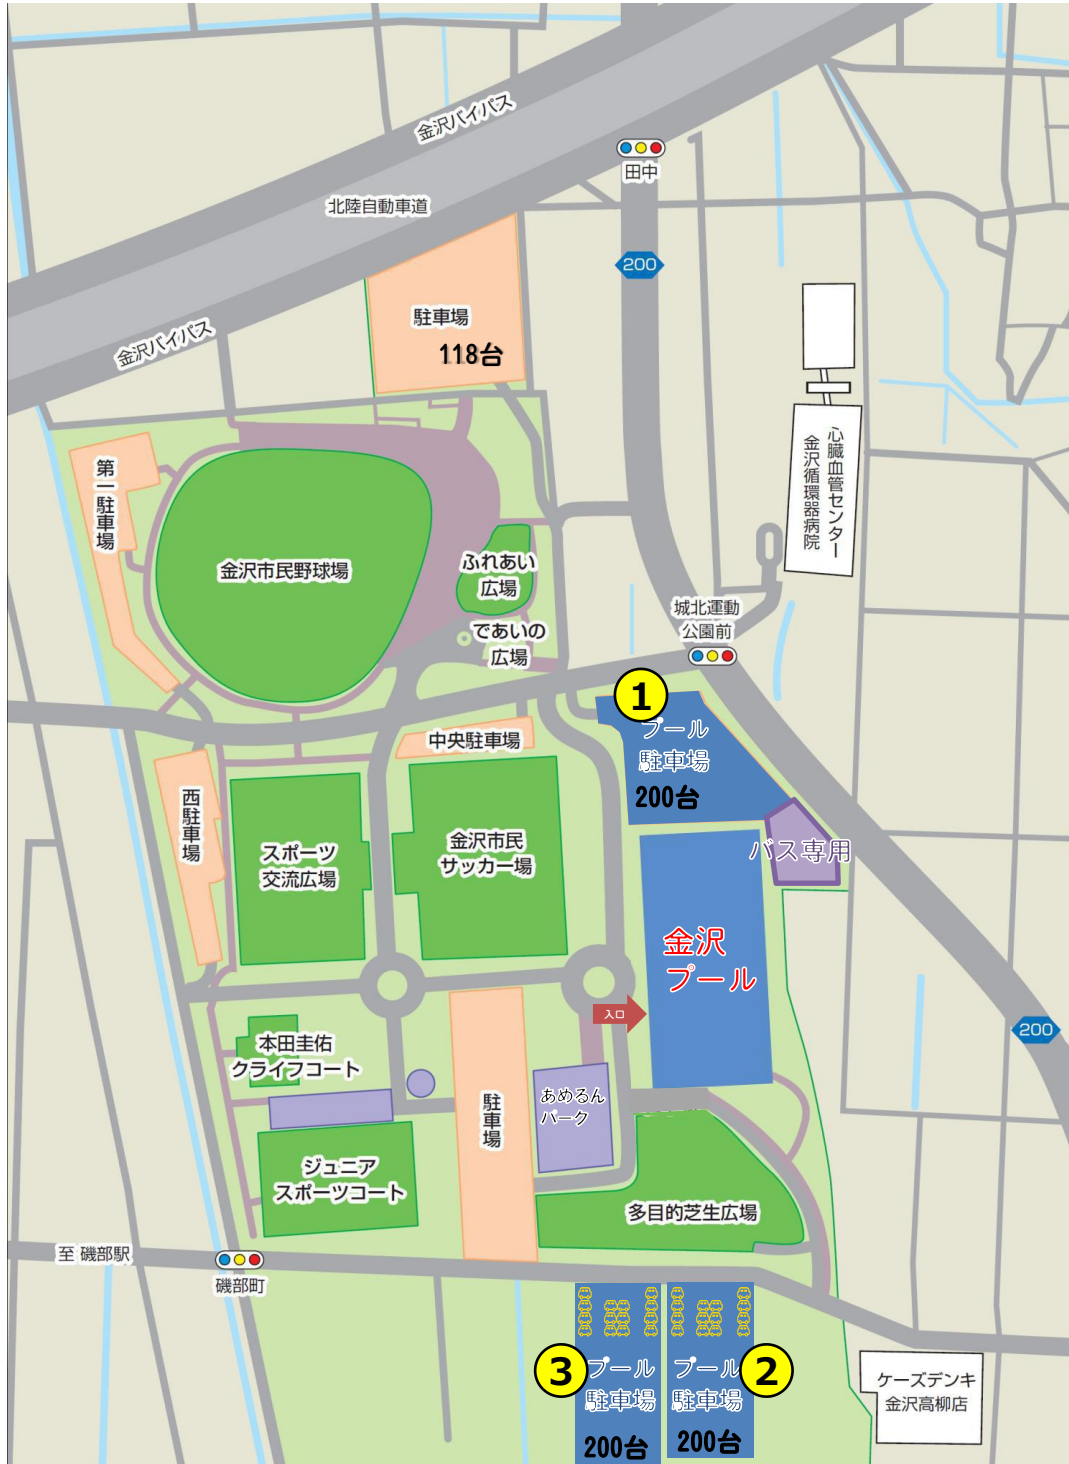 金沢バイパス
田中
北陸自動車道
200
駐車場
118台
金沢バイパス
心臓血管センター
金沢循環器病院
第一駐車場
金沢市民野球場
ふれあい
広場
であいの
広場
城北運動
公園前
1
プール
駐車場
200台
中央駐車場
西駐車場
スポーツ
交流広場
金沢市民
サッカー場
バス専用
金沢
プール
入口
200
本田圭佑
クライフコート
あめるん
パーク
駐車場
ジュニア
スポーツコート
多目的芝生広場
至 磯部駅
磯部町
3
プール
駐車場
200台
プール
駐車場
200台
2
ケーズデンキ
金沢高柳店